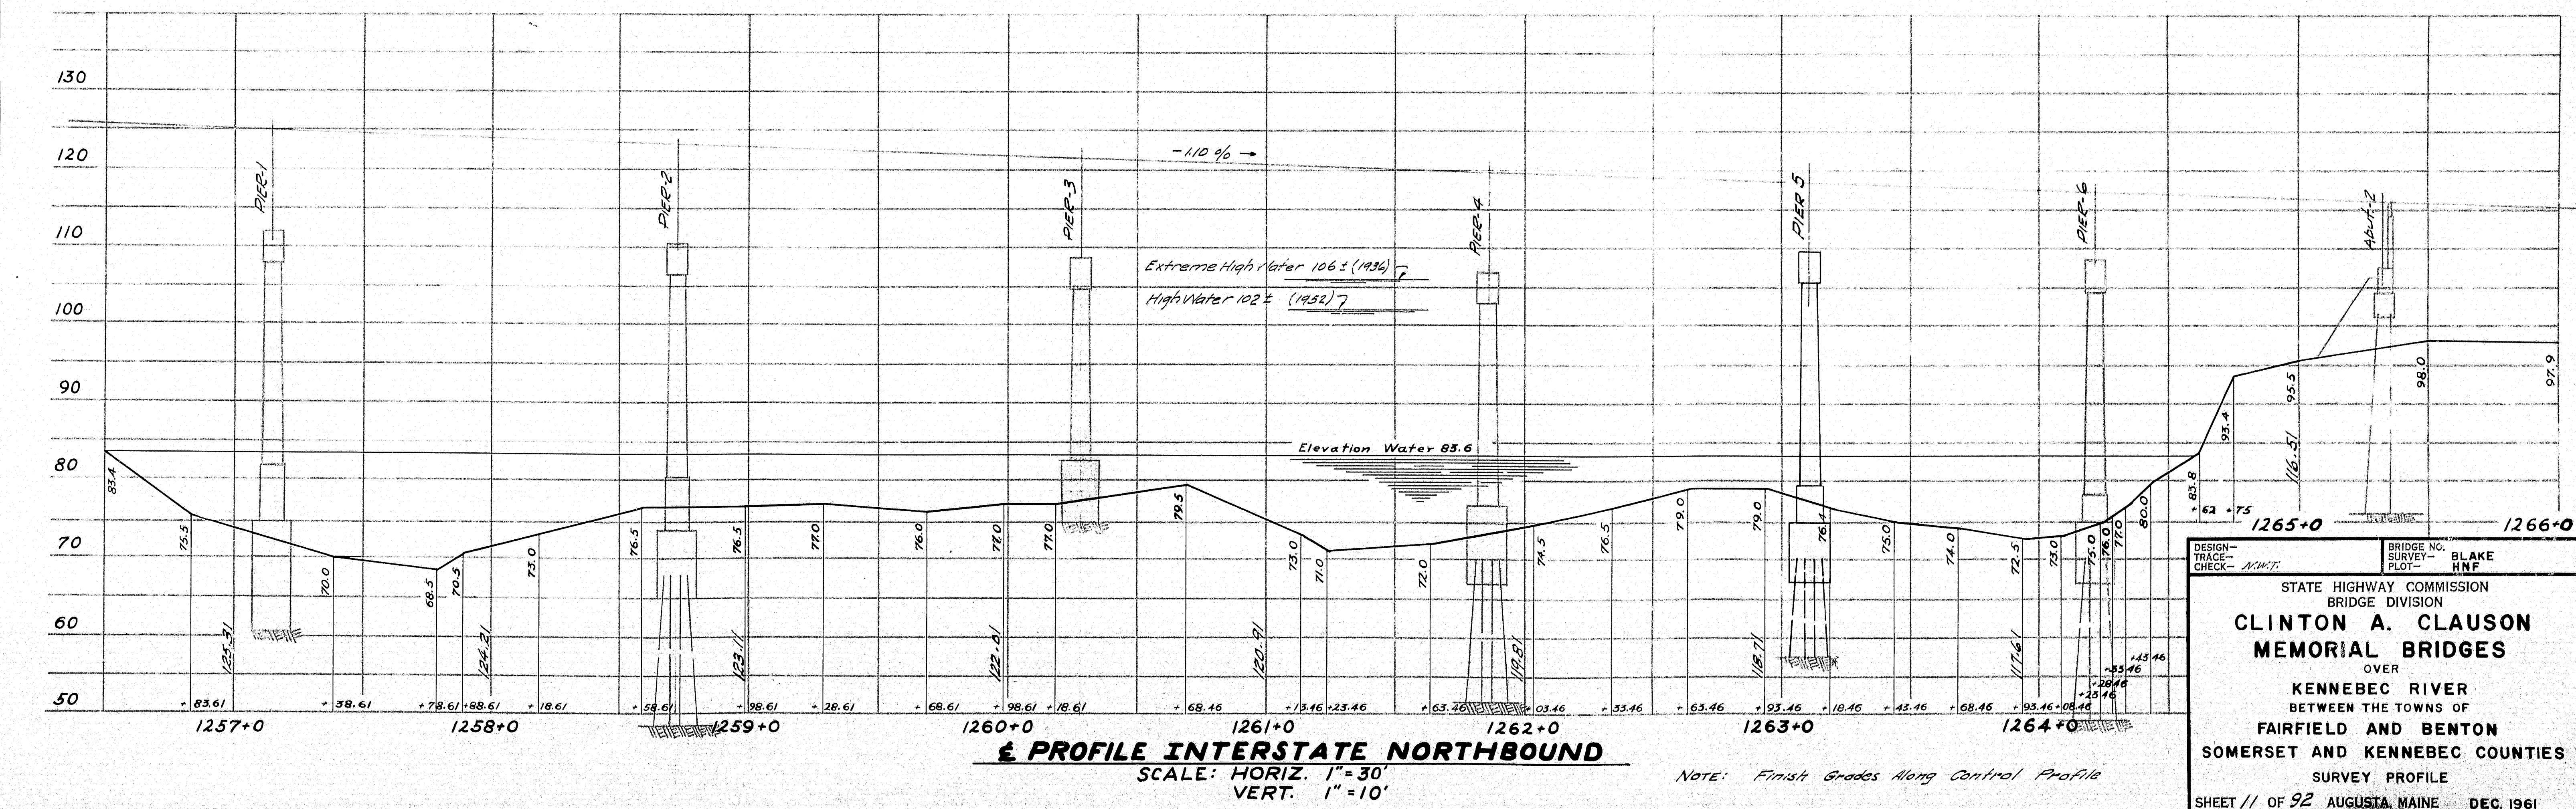 130
120
110
100
90
80
70
60
50
PIER-1
PIER-2
PIER-3
PIER-4
PIER 5
PIER-6
Abut-2
-1.10 % →
Extreme High Water 106± (1936)
High Water 102± (1952)
Elevation Water 83.6
83.4
75.5
70.0
68.5
70.5
73.0
76.5
76.5
77.0
76.0
77.0
77.0
79.5
73.0
71.0
72.0
74.5
76.5
79.0
79.0
76.4
75.0
74.0
72.5
73.0
75.0
76.0
77.0
80.0
83.8
93.4
95.5
98.0
97.9
125.31
124.21
123.11
122.01
120.91
119.81
118.71
117.61
116.51
+ 83.61
+ 38.61
+78.61
+88.61
+ 18.61
+ 58.61
+98.61
+ 28.61
+ 68.61
+ 98.61
+18.61
+ 68.46
+13.46
+23.46
+63.46
+ 03.46
+ 33.46
+ 63.46
+ 93.46
+ 18.46
+ 43.46
+ 68.46
+93.46
+08.46
+23.46
+28.46
+33.46
+43.46
+62
+75
1257+0
1258+0
1259+0
1260+0
1261+0
1262+0
1263+0
1264+0
1265+0
1266+0
℄ PROFILE INTERSTATE NORTHBOUND
SCALE: HORIZ. 1"=30'
VERT. 1"=10'
NOTE: Finish Grades Along Control Profile
DESIGN-
TRACE-
CHECK- N.W.T.
BRIDGE NO.
SURVEY- BLAKE
PLOT- HNF
STATE HIGHWAY COMMISSION
BRIDGE DIVISION
CLINTON A. CLAUSON
MEMORIAL BRIDGES
OVER
KENNEBEC RIVER
BETWEEN THE TOWNS OF
FAIRFIELD AND BENTON
SOMERSET AND KENNEBEC COUNTIES
SURVEY PROFILE
SHEET 11 OF 92 AUGUSTA, MAINE DEC. 1961